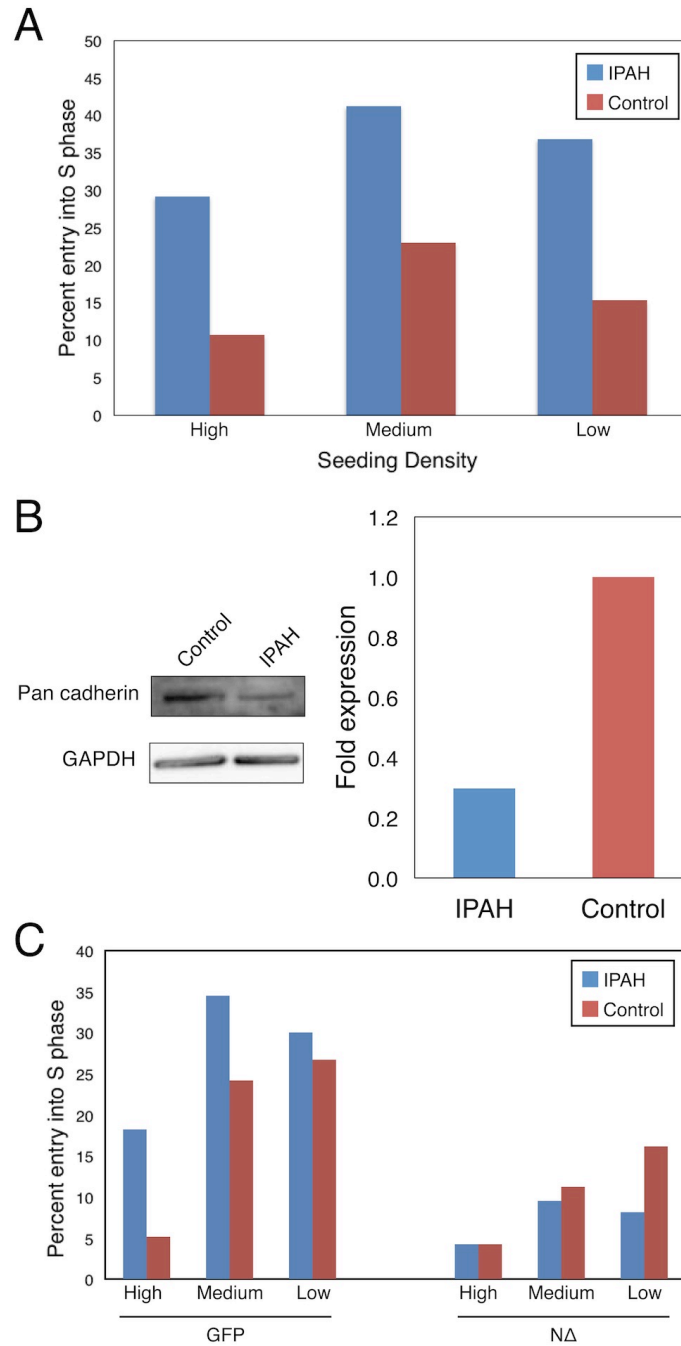 A
50
45
40
35
30
25
20
15
10
5
0
Percent entry into S phase
IPAH
Control
High Medium Low
Seeding Density
B
Control IPAH
Pan cadherin
GAPDH
1.2
1.0
0.8
0.6
0.4
0.2
0.0
Fold expression
IPAH Control
C
40
35
30
25
20
15
10
5
0
Percent entry into S phase
IPAH
Control
High Medium Low High Medium Low
GFP NΔ